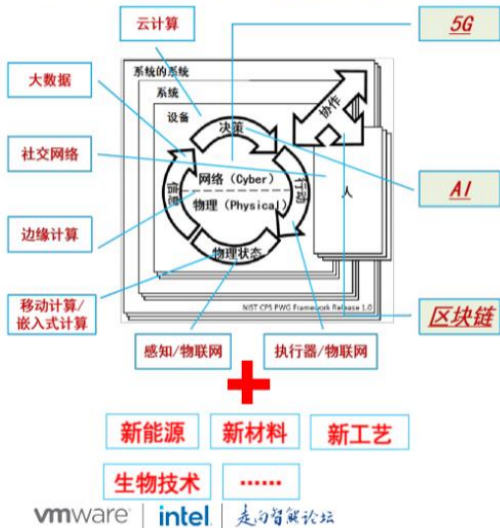 云计算
5G
系统的系统
大数据
系统
协作
设备
决策
社交网络
网络（Cyber）
AI
信息
行动
人
物理（Physical）
边缘计算
物理状态
移动计算/
嵌入式计算
NIST CPS PWG Framework Release 1.0
区块链
感知/物联网
执行器/物联网
新能源
新材料
新工艺
生物技术
……
vmware
intel
走向智能论坛